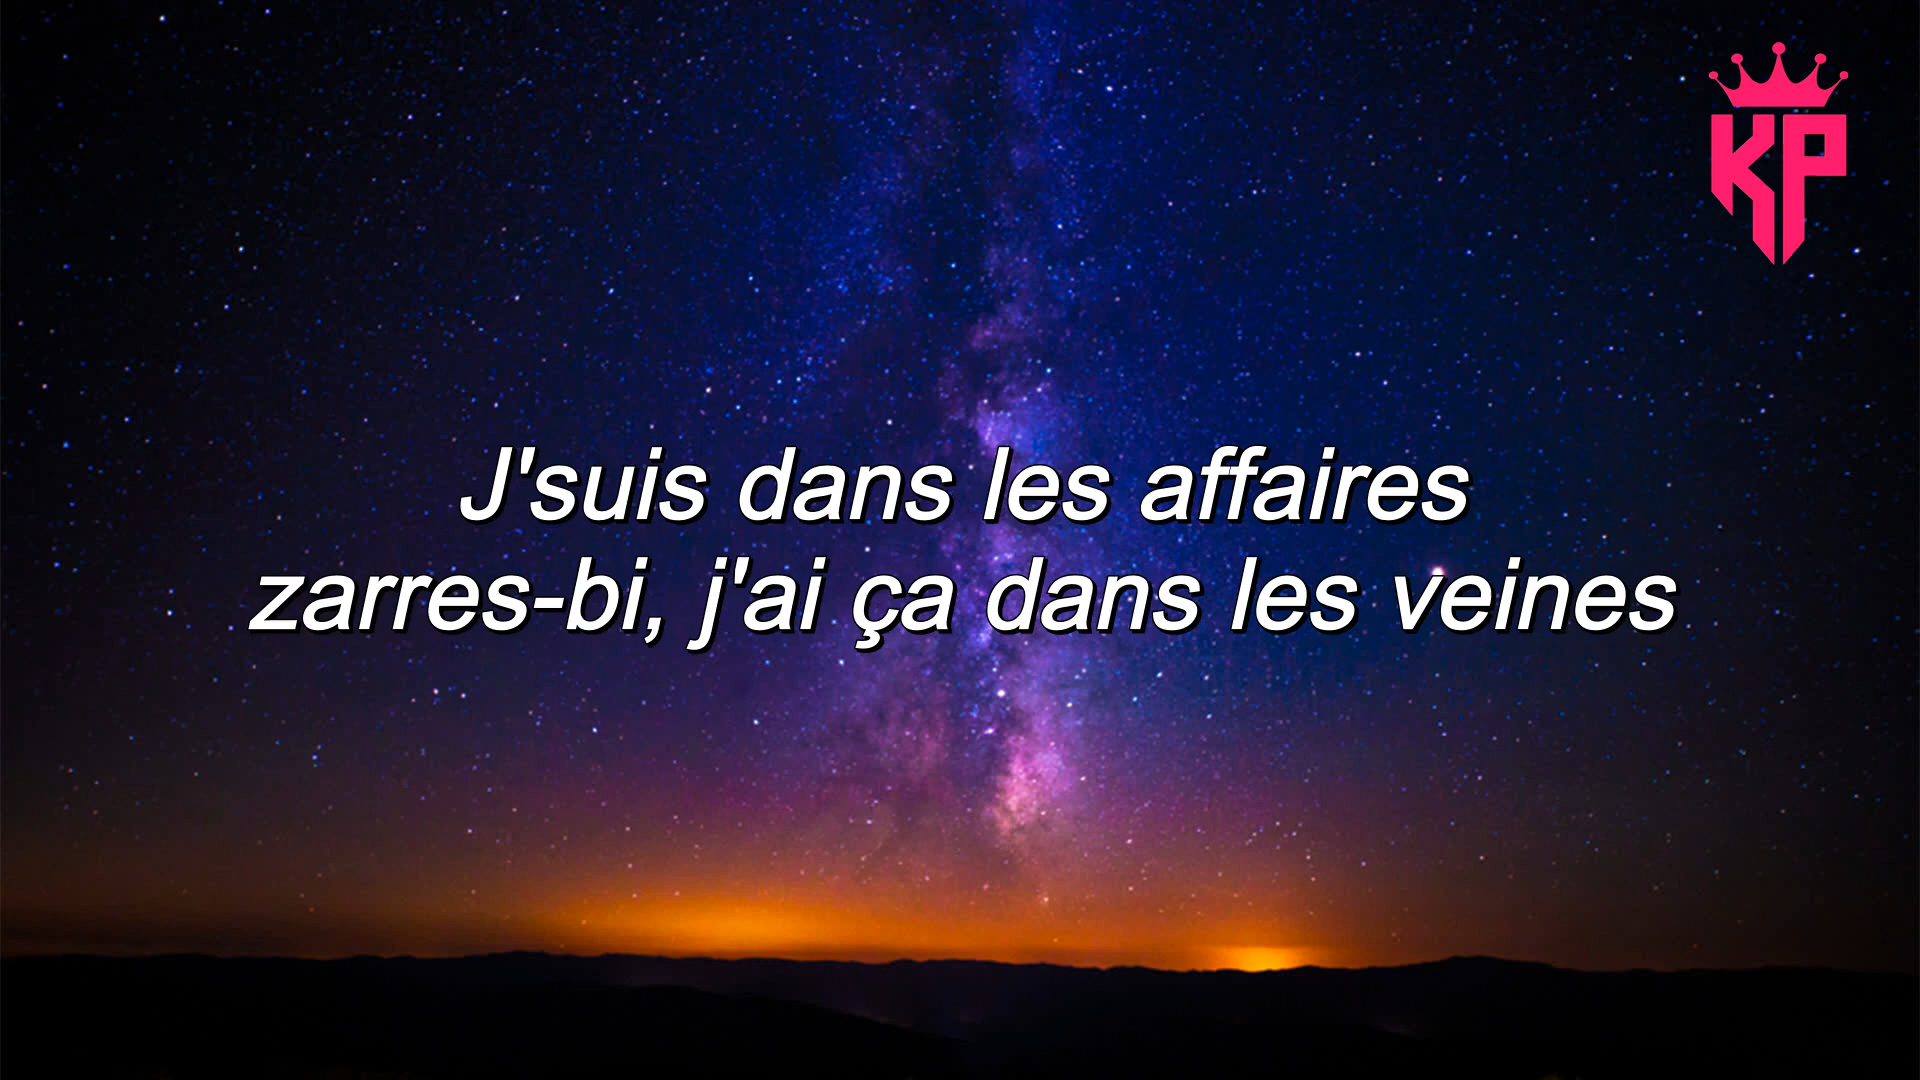 KP
J'suis dans les affaires
zarres-bi, j'ai ça dans les veines